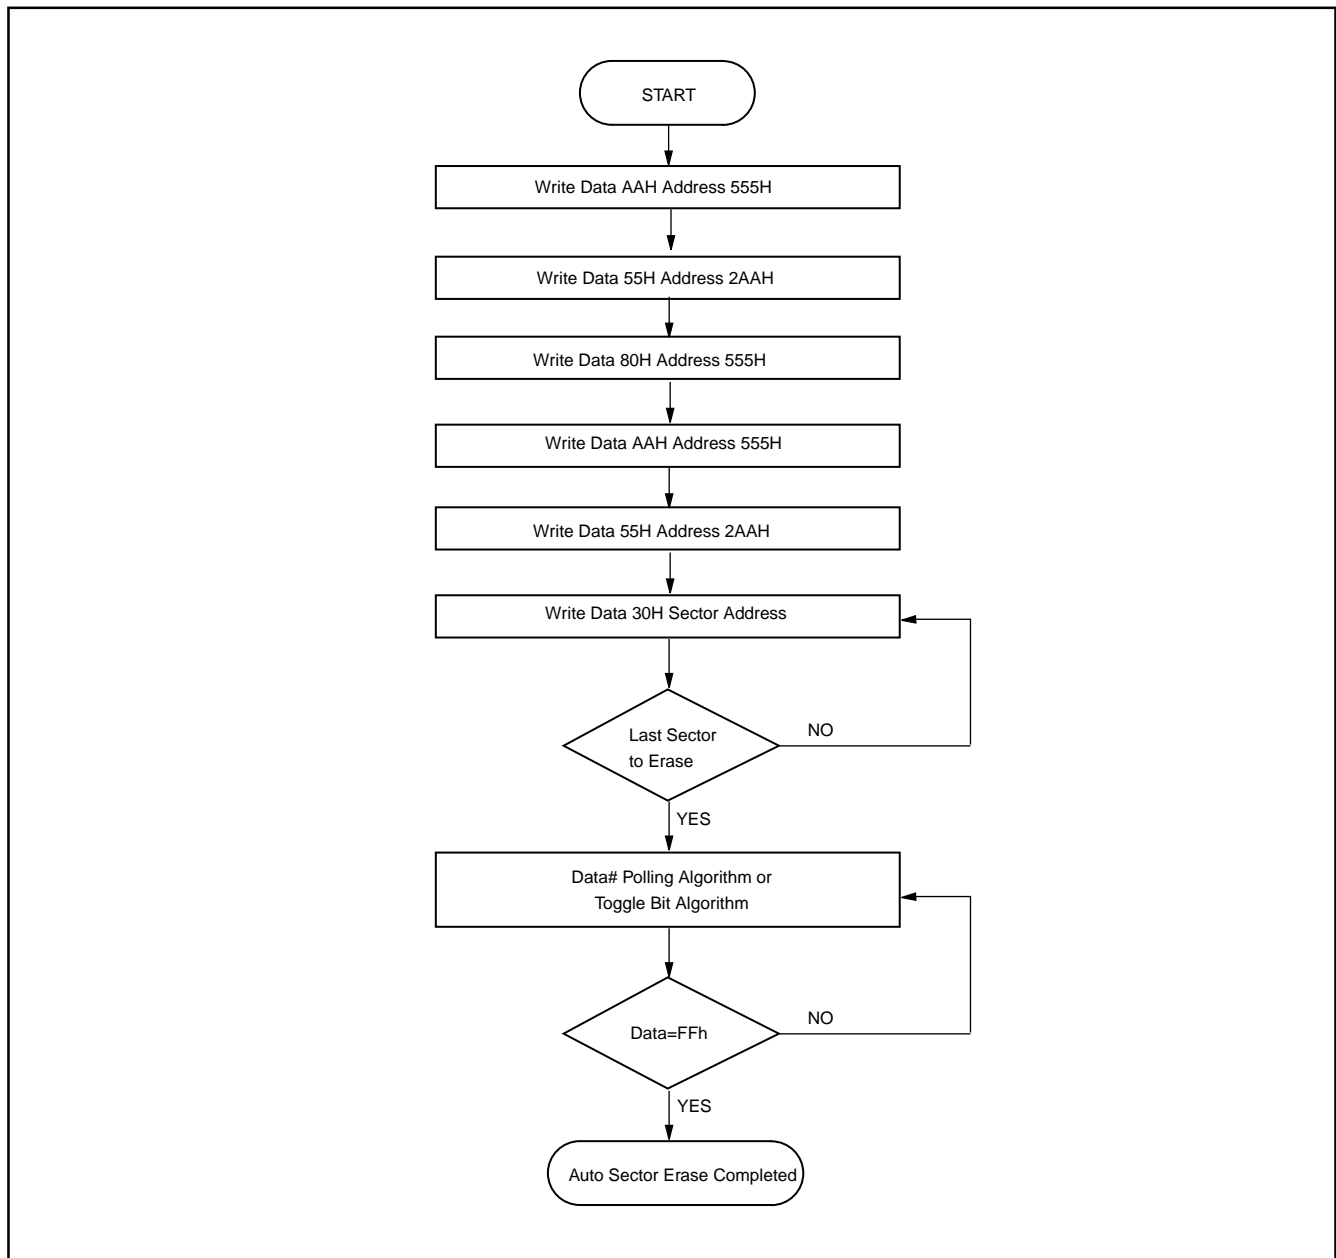 START
Write Data AAH Address 555H
Write Data 55H Address 2AAH
Write Data 80H Address 555H
Write Data AAH Address 555H
Write Data 55H Address 2AAH
Write Data 30H Sector Address
Last Sector
to Erase
NO
YES
Data# Polling Algorithm or
Toggle Bit Algorithm
Data=FFh
NO
YES
Auto Sector Erase Completed